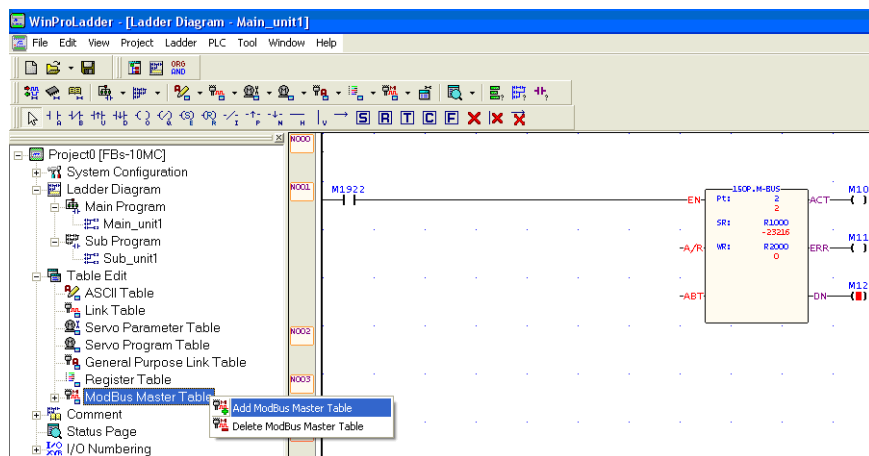 WinProLadder - [Ladder Diagram - Main_unit1]
File Edit View Project Ladder PLC Tool Window Help
ORG
AND
S R T C F
Project0 [FBs-10MC]
System Configuration
Ladder Diagram
Main Program
Main_unit1
Sub Program
Sub_unit1
Table Edit
ASCII Table
Link Table
Servo Parameter Table
Servo Program Table
General Purpose Link Table
Register Table
ModBus Master Table
Comment
Status Page
I/O Numbering
Add ModBus Master Table
Delete ModBus Master Table
N000
N001
M1922
EN
150P.M-BUS
Pt: 2
2
ACT
M10
SR: R1000
-23216
A/R
WR: R2000
0
ERR
M11
ABT
DN
M12
N002
N003